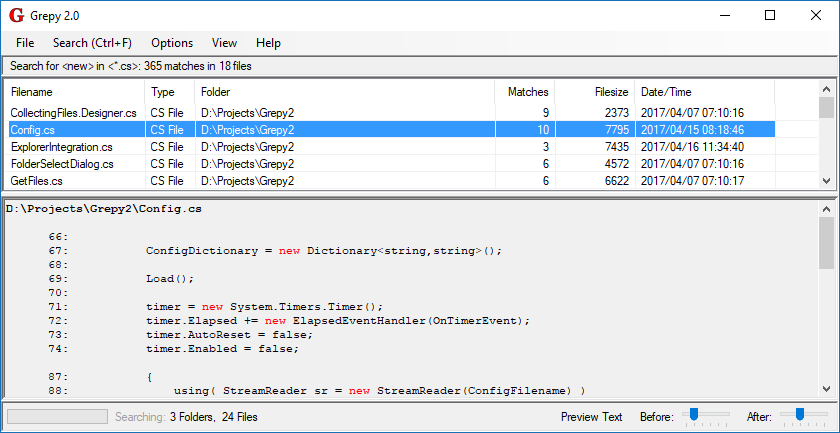 G Grepy 2.0
File Search (Ctrl+F) Options View Help
Search for <new> in <*.cs>: 365 matches in 18 files
Filename Type Folder Matches Filesize Date/Time
CollectingFiles.Designer.cs CS File D:\Projects\Grepy2 9 2373 2017/04/07 07:10:16
Config.cs CS File D:\Projects\Grepy2 10 7795 2017/04/15 08:18:46
ExplorerIntegration.cs CS File D:\Projects\Grepy2 3 7435 2017/04/16 11:34:40
FolderSelectDialog.cs CS File D:\Projects\Grepy2 6 4572 2017/04/07 07:10:16
GetFiles.cs CS File D:\Projects\Grepy2 6 6622 2017/04/07 07:10:17
D:\Projects\Grepy2\Config.cs
66:
67: ConfigDictionary = new Dictionary<string,string>();
68:
69: Load();
70:
71: timer = new System.Timers.Timer();
72: timer.Elapsed += new ElapsedEventHandler(OnTimerEvent);
73: timer.AutoReset = false;
74: timer.Enabled = false;
87: {
88: using( StreamReader sr = new StreamReader(ConfigFilename) )
Searching: 3 Folders, 24 Files Preview Text Before: After: